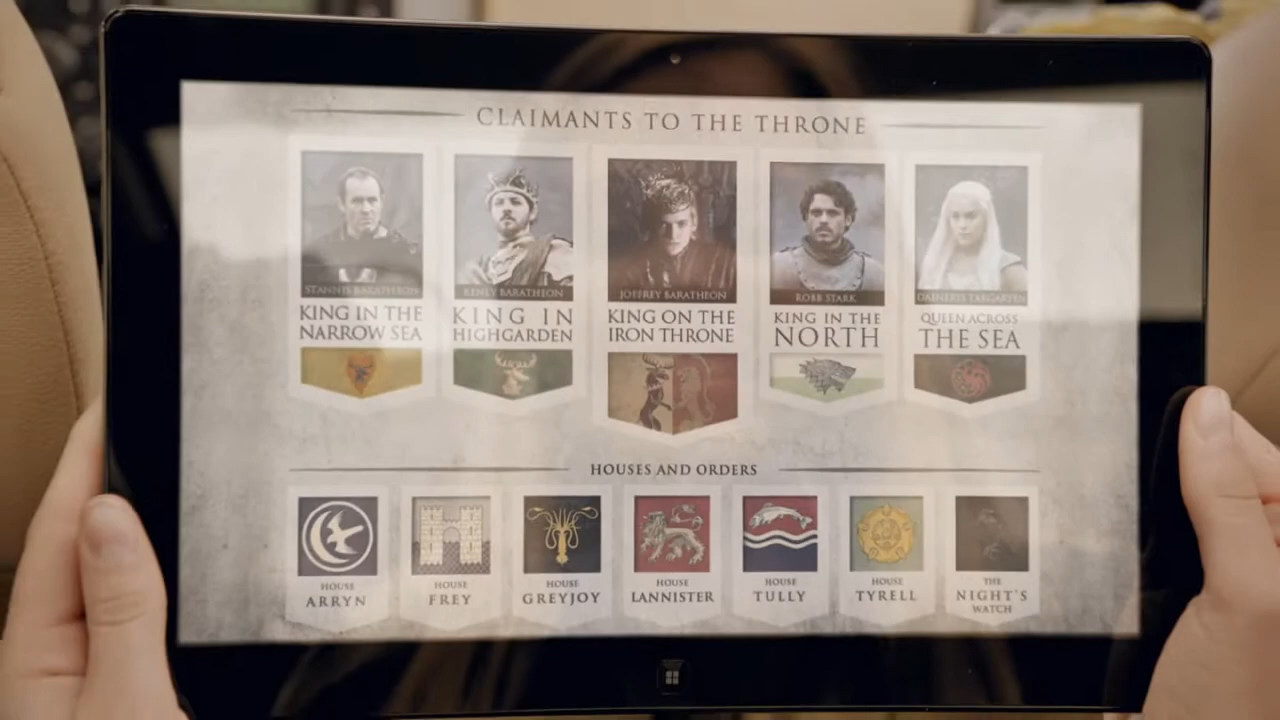 CLAIMANTS TO THE THRONE
STANNIS BARATHEON
KING IN THE
NARROW SEA
RENLY BARATHEON
KING IN
HIGHGARDEN
JOFFREY BARATHEON
KING ON THE
IRON THRONE
ROBB STARK
KING IN THE
NORTH
DAENERYS TARGARYEN
QUEEN ACROSS
THE SEA
HOUSES AND ORDERS
HOUSE
ARRYN
HOUSE
FREY
HOUSE
GREYJOY
HOUSE
LANNISTER
HOUSE
TULLY
HOUSE
TYRELL
THE
NIGHT'S
WATCH